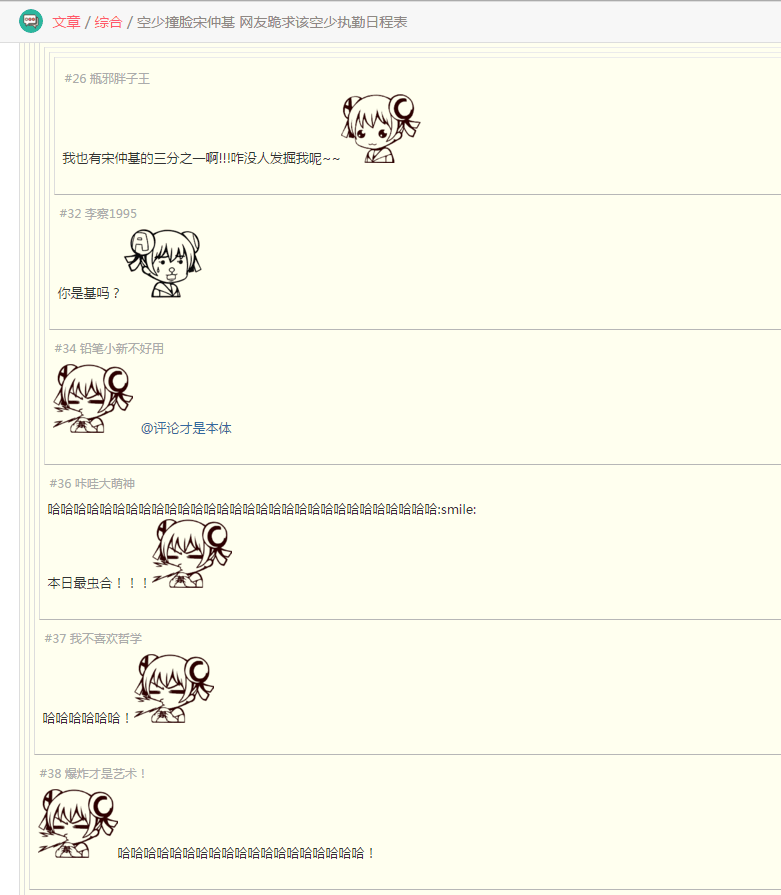 文章 / 综合 / 空少撞脸宋仲基 网友跪求该空少执勤日程表
#26 瓶邪胖子王
我也有宋仲基的三分之一啊!!!咋没人发掘我呢~~
#32 李察1995
你是基吗？
#34 铅笔小新不好用
@评论才是本体
#36 咔哇大萌神
哈哈哈哈哈哈哈哈哈哈哈哈哈哈哈哈哈哈哈哈哈哈哈哈哈哈哈哈哈哈:smile:
本日最虫合！！！
#37 我不喜欢哲学
哈哈哈哈哈哈！
#38 爆炸才是艺术！
哈哈哈哈哈哈哈哈哈哈哈哈哈哈哈哈哈哈哈！